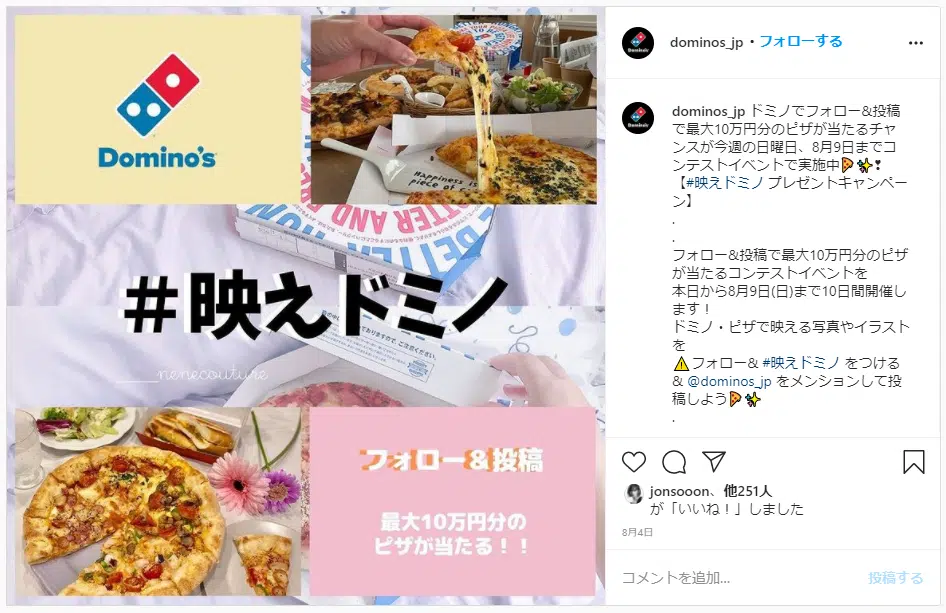 Domino's
Happiness is a
piece of
#映えドミノ
nenecouture
フォロー&投稿
最大10万円分の
ピザが当たる!!
dominos_jp • フォローする
dominos_jp ドミノでフォロー&投稿
で最大10万円分のピザが当たるチャ
ンスが今週の日曜日、8月9日までコ
ンテストイベントで実施中🍕✨❣
【#映えドミノ プレゼントキャンペー
ン】
.
.
フォロー&投稿で最大10万円分のピザ
が当たるコンテストイベントを
本日から8月9日(日)まで10日間開催し
ます!
ドミノ・ピザで映える写真やイラスト
を
⚠フォロー& #映えドミノ をつける
& @dominos_jp をメンションして投
稿しよう🍕✨
.
jonsooon、他251人
が「いいね!」しました
8月4日
コメントを追加...
投稿する